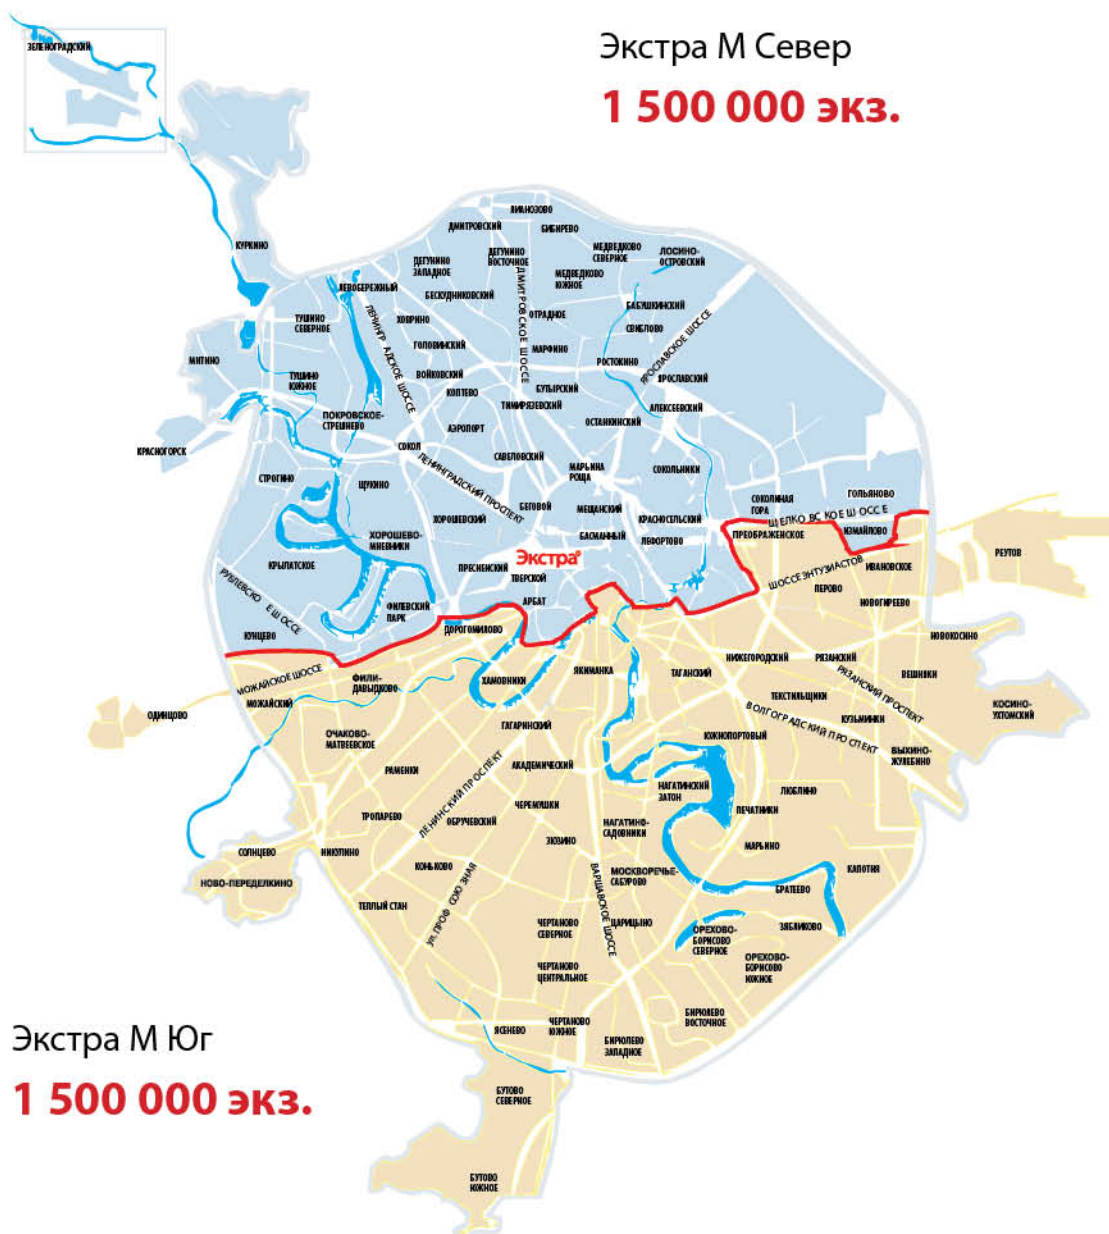 Экстра М Север
1 500 000 экз.
ЗЕЛЕНОГРАДСКИЙ
ЛИАНОЗОВО
ДМИТРОВСКИЙ
БИБИРЕВО
КУРКИНО
ДЕГУНИНО
ВОСТОЧНОЕ
МЕДВЕДКОВО
СЕВЕРНОЕ
ЛОСИНО-
ОСТРОВСКИЙ
ДЕГУНИНО
ЗАПАДНОЕ
МЕДВЕДКОВО
ЮЖНОЕ
ЛЕВОБЕРЕЖНЫЙ
БЕСКУДНИКОВСКИЙ
ДМИТРОВСКОЕ ШОССЕ
БАБУШКИНСКИЙ
ТУШИНО
СЕВЕРНОЕ
ЛЕНИНГР АДСКОЕ ШОССЕ
ХОВРИНО
ОТРАДНОЕ
СВИБЛОВО
ГОЛОВИНСКИЙ
МАРФИНО
МИТИНО
РОСТОКИНО
ЯРОСЛАВСКОЕ ШОССЕ
ТУШИНО
ЮЖНОЕ
ВОЙКОВСКИЙ
ЯРОСЛАВСКИЙ
КОПТЕВО
БУТЫРСКИЙ
ТИМИРЯЗЕВСКИЙ
АЛЕКСЕЕВСКИЙ
ПОКРОВСКОЕ-
СТРЕШНЕВО
АЭРОПОРТ
ОСТАНКИНСКИЙ
КРАСНОГОРСК
СОКОЛ
САВЕЛОВСКИЙ
ЛЕНИНГРАДСКИЙ ПРОСПЕКТ
МАРЬИНА
РОЩА
СОКОЛЬНИКИ
СТРОГИНО
ЩУКИНО
СОКОЛИНАЯ
ГОРА
ГОЛЬЯНОВО
БЕГОВОЙ
МЕЩАНСКИЙ
ХОРОШЕВСКИЙ
КРАСНОСЕЛЬСКИЙ
ЩЕЛКО ВС КОЕ Ш О С С Е
ХОРОШЕВО-
МНЕВНИКИ
БАСМАННЫЙ
ЛЕФОРТОВО
ПРЕОБРАЖЕНСКОЕ
ИЗМАЙЛОВО
Экстра
РЕУТОВ
КРЫЛАТСКОЕ
ПРЕСНЕНСКИЙ
ТВЕРСКОЙ
ШОССЕ ЭНТУЗИАСТОВ
ИВАНОВСКОЕ
РУБЛЕВСКО Е Ш О С С Е
ПЕРОВО
ФИЛЕВСКИЙ
ПАРК
АРБАТ
НОВОГИРЕЕВО
КУНЦЕВО
ДОРОГОМИЛОВО
НОВОКОСИНО
НИЖЕГОРОДСКИЙ
РЯЗАНСКИЙ
МОЖАЙСКОЕ ШОССЕ
ФИЛИ-
ДАВЫДКОВО
ХАМОВНИКИ
ЯКИМАНКА
ТАГАНСКИЙ
РЯЗАНСКИЙ ПРОСПЕКТ
ВЕШНЯКИ
МОЖАЙСКИЙ
ТЕКСТИЛЬЩИКИ
КОСИНО-
УХТОМСКИЙ
ОДИНЦОВО
ГАГАРИНСКИЙ
ВОЛГОГРАДСКИЙ ПРОСПЕКТ
КУЗЬМИНКИ
ОЧАКОВО-
МАТВЕЕВСКОЕ
ЮЖНОПОРТОВЫЙ
ВЫХИНО-
ЖУЛЕБИНО
РАМЕНКИ
ЛЕНИНСКИЙ ПРОСПЕКТ
АКАДЕМИЧЕСКИЙ
НАГАТИНСКИЙ
ЗАТОН
ЛЮБЛИНО
ТРОПАРЕВО
ОБРУЧЕВСКИЙ
ЧЕРЕМУШКИ
ПЕЧАТНИКИ
НАГАТИНО-
САДОВНИКИ
ЗЮЗИНО
МАРЬИНО
СОЛНЦЕВО
НИКУЛИНО
КОНЬКОВО
МОСКВОРЕЧЬЕ-
САБУРОВО
КАПОТНЯ
НОВО-ПЕРЕДЕЛКИНО
УЛ. ПРОФ СОЮ ЗНАЯ
ВАРШАВСКОЕ ШОССЕ
БРАТЕЕВО
ТЕПЛЫЙ СТАН
ЧЕРТАНОВО
СЕВЕРНОЕ
ЦАРИЦЫНО
ОРЕХОВО-
БОРИСОВО
СЕВЕРНОЕ
ЗЯБЛИКОВО
ЧЕРТАНОВО
ЦЕНТРАЛЬНОЕ
ОРЕХОВО-
БОРИСОВО
ЮЖНОЕ
БИРЮЛЕВО
ВОСТОЧНОЕ
Экстра М Юг
1 500 000 экз.
ЯСЕНЕВО
ЧЕРТАНОВО
ЮЖНОЕ
БИРЮЛЕВО
ЗАПАДНОЕ
БУТОВО
СЕВЕРНОЕ
БУТОВО
ЮЖНОЕ